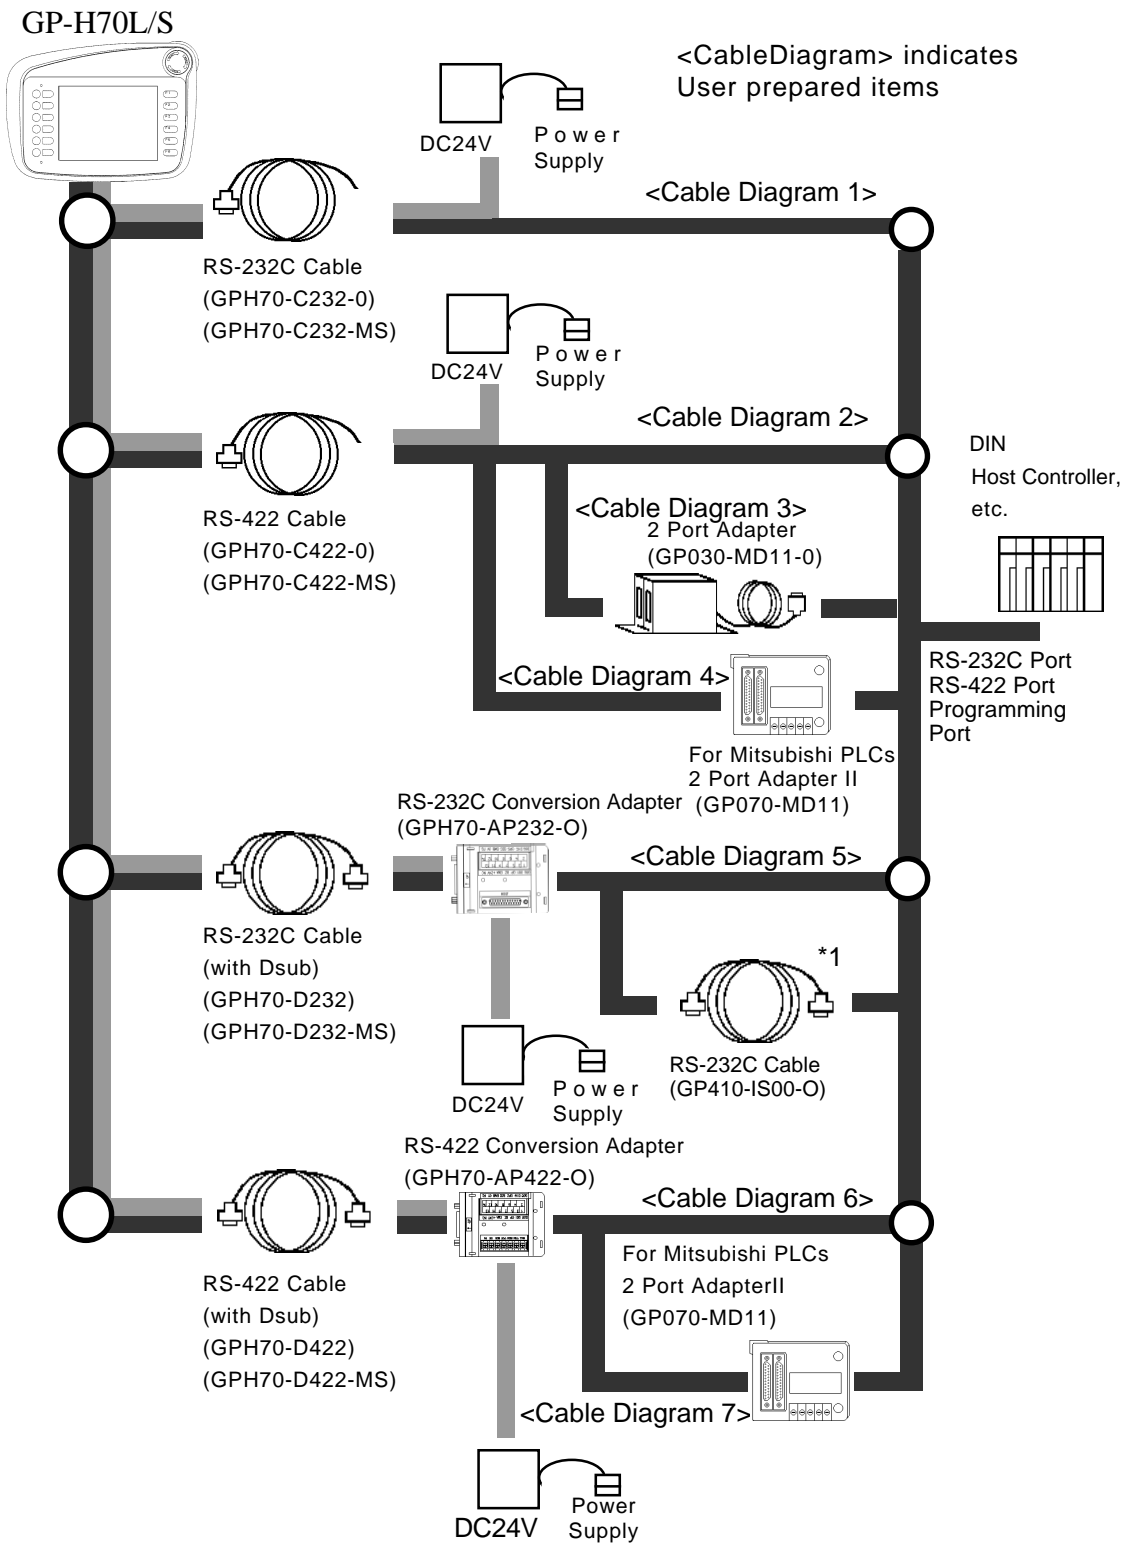 GP-H70L/S
<CableDiagram> indicates
User prepared items
DC24V
Power
Supply
<Cable Diagram 1>
RS-232C Cable
(GPH70-C232-0)
(GPH70-C232-MS)
DC24V
Power
Supply
<Cable Diagram 2>
DIN
Host Controller,
etc.
RS-422 Cable
(GPH70-C422-0)
(GPH70-C422-MS)
<Cable Diagram 3>
2 Port Adapter
(GP030-MD11-0)
<Cable Diagram 4>
RS-232C Port
RS-422 Port
Programming
Port
For Mitsubishi PLCs
2 Port Adapter II
(GP070-MD11)
RS-232C Conversion Adapter
(GPH70-AP232-O)
<Cable Diagram 5>
RS-232C Cable
(with Dsub)
(GPH70-D232)
(GPH70-D232-MS)
*1
RS-232C Cable
(GP410-IS00-O)
DC24V
Power
Supply
RS-422 Conversion Adapter
(GPH70-AP422-O)
<Cable Diagram 6>
RS-422 Cable
(with Dsub)
(GPH70-D422)
(GPH70-D422-MS)
For Mitsubishi PLCs
2 Port AdapterII
(GP070-MD11)
<Cable Diagram 7>
DC24V
Power
Supply